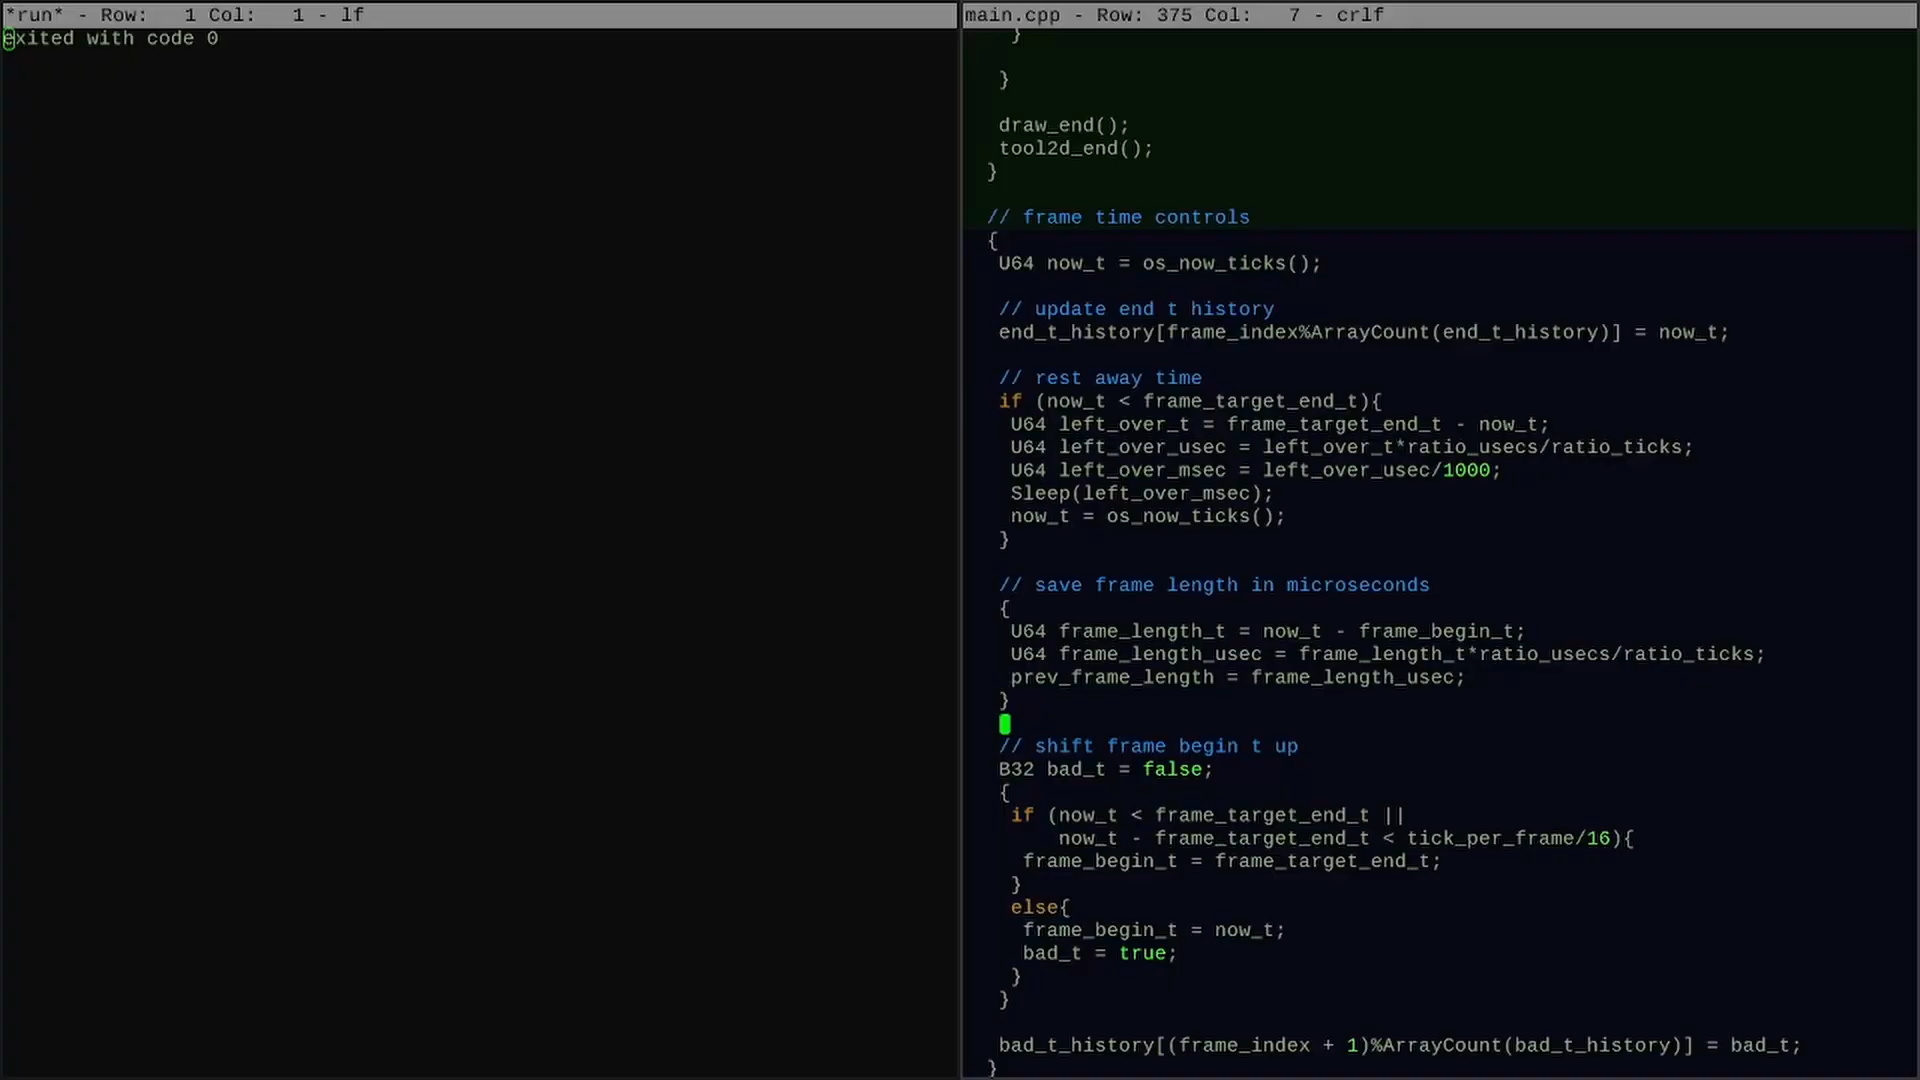 *run* - Row:   1 Col:   1 - lf
exited with code 0
main.cpp - Row: 375 Col:   7 - crlf
}
}
draw_end();
tool2d_end();
}
// frame time controls
{
U64 now_t = os_now_ticks();
// update end t history
end_t_history[frame_index%ArrayCount(end_t_history)] = now_t;
// rest away time
if (now_t < frame_target_end_t){
U64 left_over_t = frame_target_end_t - now_t;
U64 left_over_usec = left_over_t*ratio_usecs/ratio_ticks;
U64 left_over_msec = left_over_usec/1000;
Sleep(left_over_msec);
now_t = os_now_ticks();
}
// save frame length in microseconds
{
U64 frame_length_t = now_t - frame_begin_t;
U64 frame_length_usec = frame_length_t*ratio_usecs/ratio_ticks;
prev_frame_length = frame_length_usec;
}
// shift frame begin t up
B32 bad_t = false;
{
if (now_t < frame_target_end_t ||
now_t - frame_target_end_t < tick_per_frame/16){
frame_begin_t = frame_target_end_t;
}
else{
frame_begin_t = now_t;
bad_t = true;
}
}
bad_t_history[(frame_index + 1)%ArrayCount(bad_t_history)] = bad_t;
}